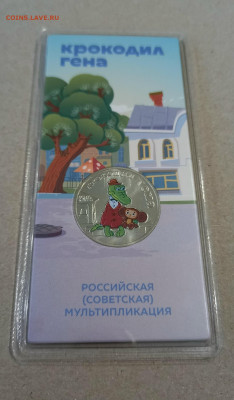 COINS.LAVE.RU
крокодил
гена
РОССИЙСКАЯ
(СОВЕТСКАЯ)
МУЛЬТИПЛИКАЦИЯ